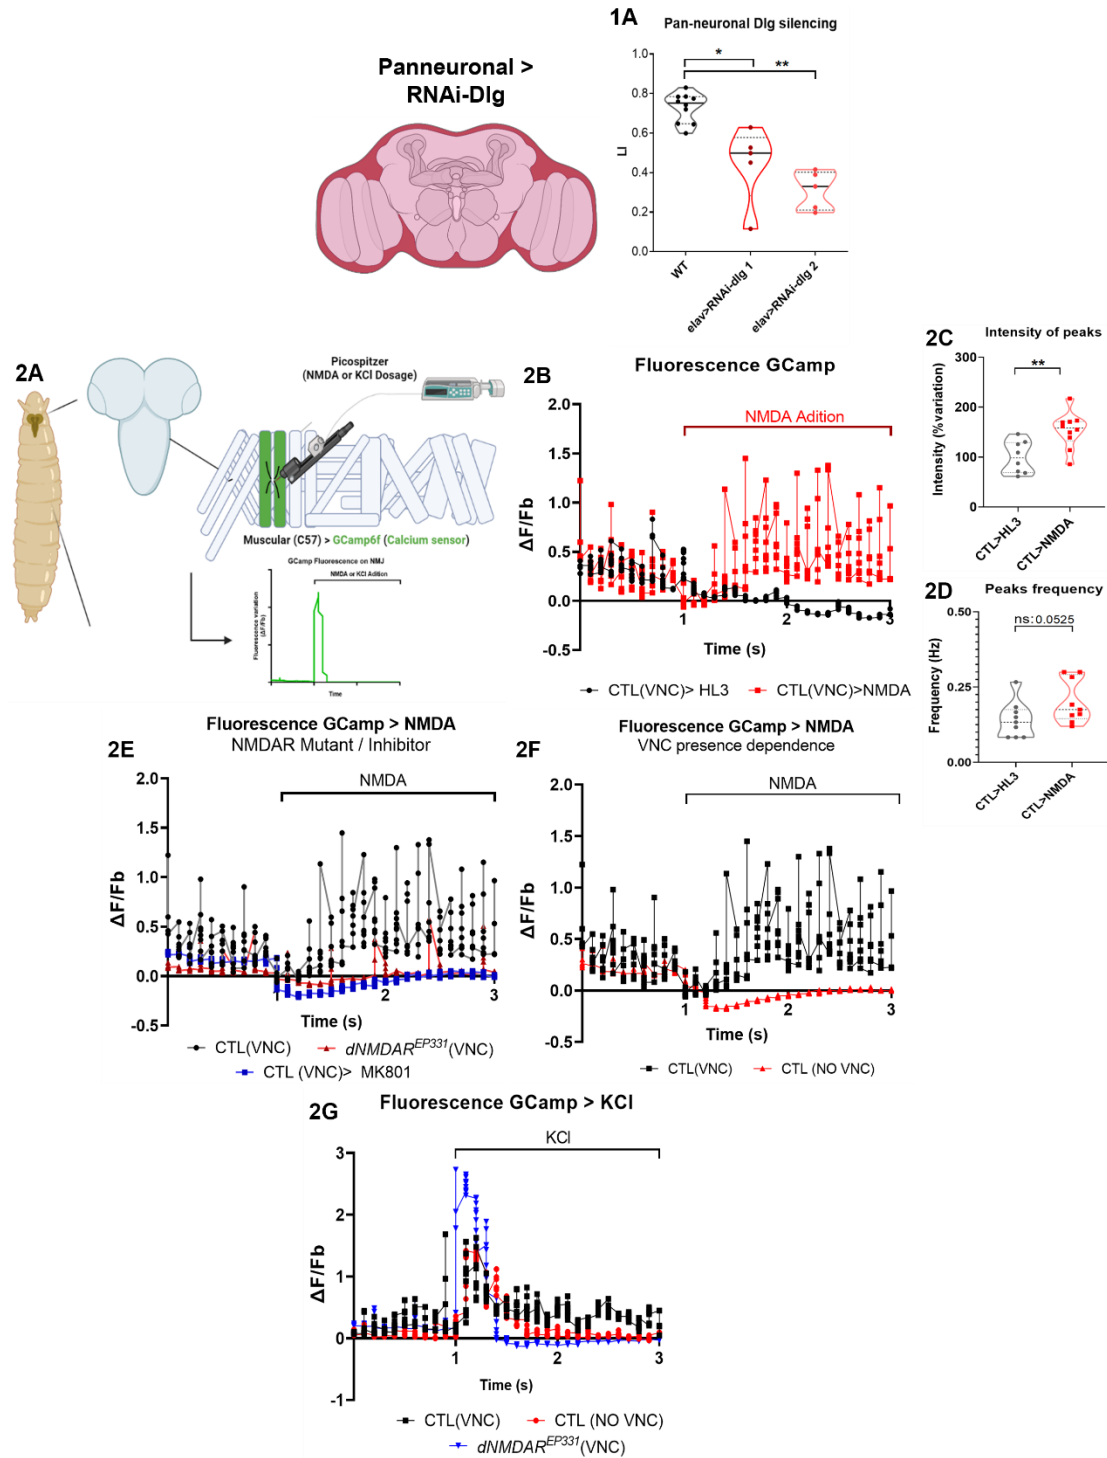 1A
Pan-neuronal Dlg silencing
Panneuronal >
RNAi-Dlg
*
**
1.0
0.8
0.6
0.4
0.2
0.0
LI
WT
elav>RNAi-dlg 1
elav>RNAi-dlg 2
2A
Picospitzer
(NMDA or KCl Dosage)
Muscular (C57) > GCamp6f (Calcium sensor)
GCamp Fluorescence on NMJ
NMDA or KCl Adition
Fluorescence variation
(ΔF/Fb)
Time
2B
Fluorescence GCamp
NMDA Adition
2.0
1.5
1.0
0.5
0.0
-0.5
ΔF/Fb
1
2
3
Time (s)
CTL(VNC)> HL3
CTL(VNC)>NMDA
2C
Intensity of peaks
**
300
200
100
0
Intensity (%variation)
CTL>HL3
CTL>NMDA
2D
Peaks frequency
ns:0.0525
0.50
0.25
0.00
Frequency (Hz)
CTL>HL3
CTL>NMDA
2E
Fluorescence GCamp > NMDA
NMDAR Mutant / Inhibitor
NMDA
2.0
1.5
1.0
0.5
0.0
-0.5
ΔF/Fb
1
2
3
Time (s)
CTL(VNC)
dNMDAR^EP331(VNC)
CTL (VNC)> MK801
2F
Fluorescence GCamp > NMDA
VNC presence dependence
NMDA
2.0
1.5
1.0
0.5
0.0
-0.5
ΔF/Fb
1
2
3
Time (s)
CTL(VNC)
CTL (NO VNC)
2G
Fluorescence GCamp > KCl
KCl
3
2
1
0
-1
ΔF/Fb
1
2
3
Time (s)
CTL(VNC)
CTL (NO VNC)
dNMDAR^EP331(VNC)